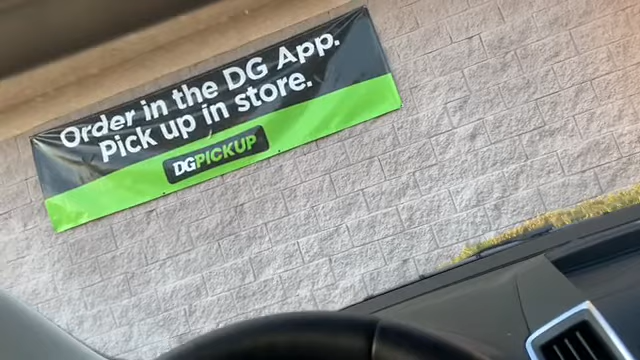 Order in the DG App.
Pick up in store.
DGPICKUP